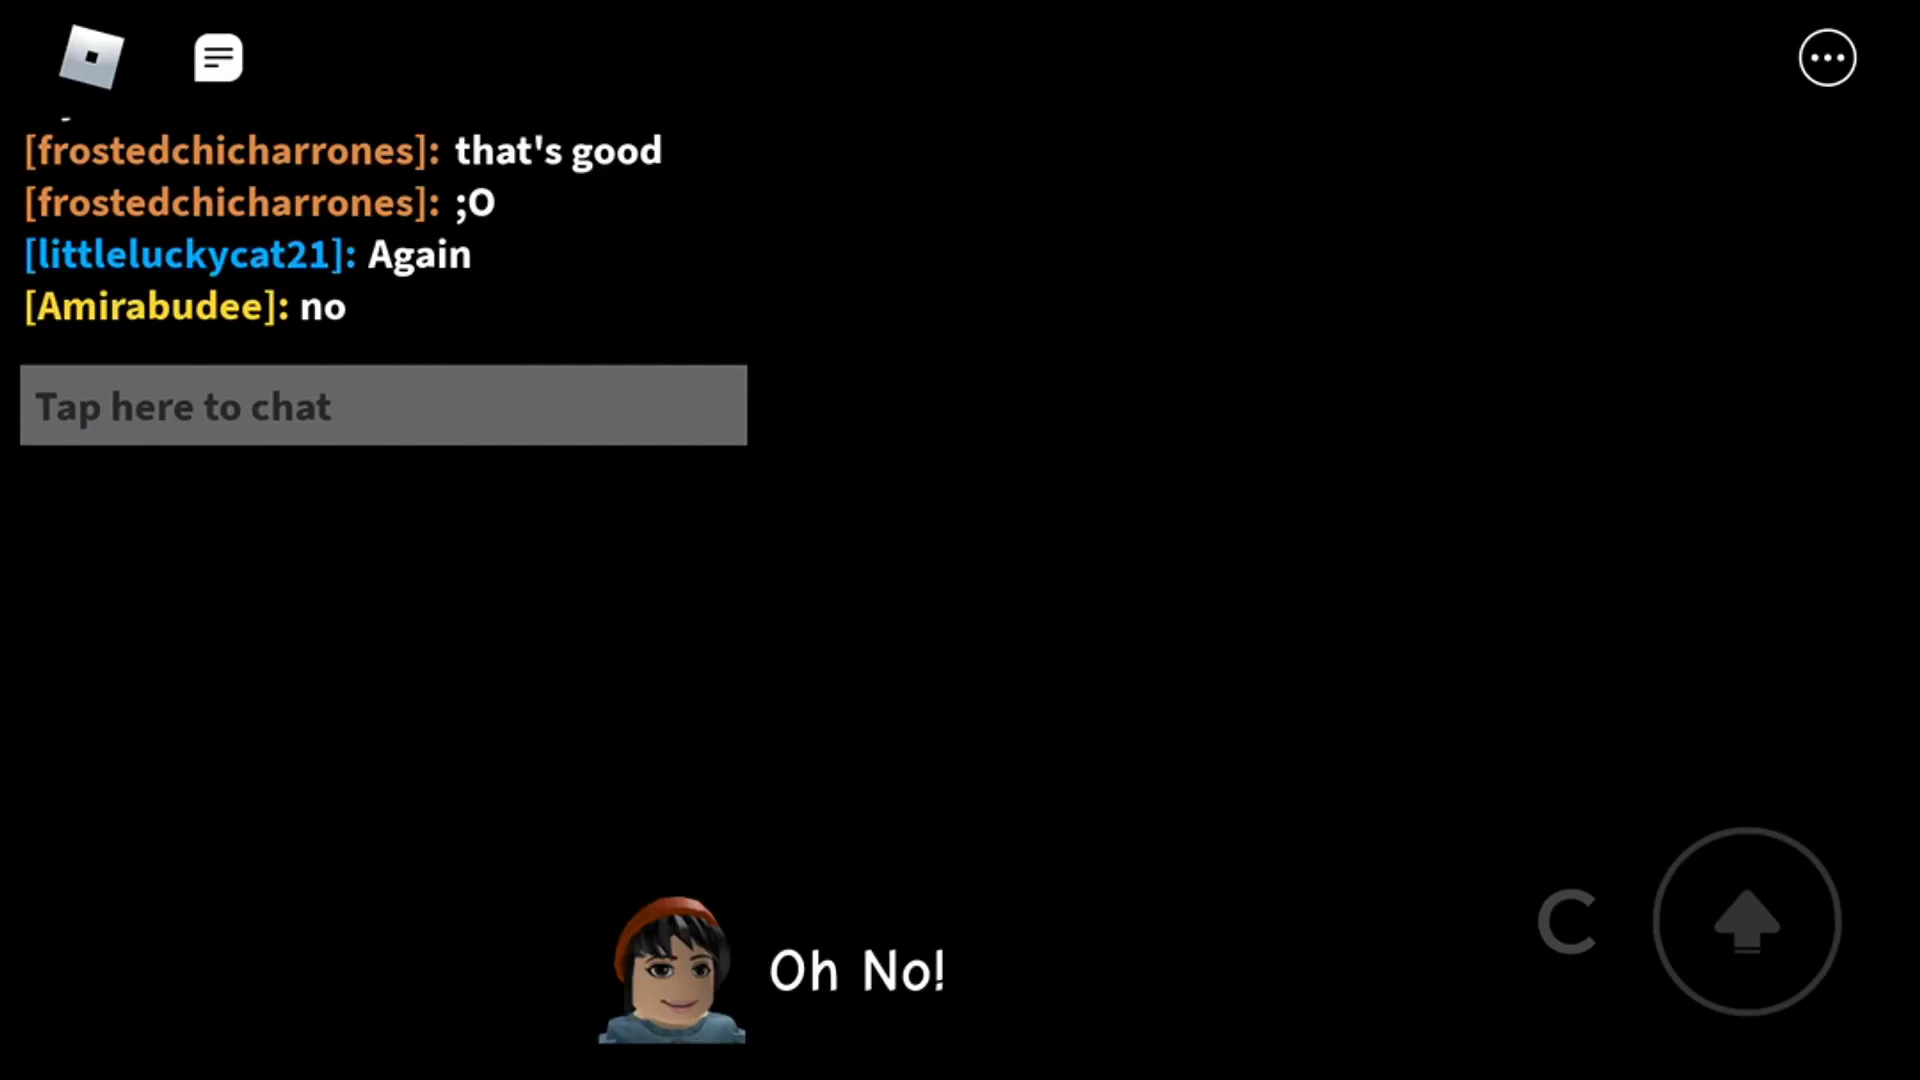 [frostedchicharrones]: that's good
[frostedchicharrones]: ;O
[littleluckycat21]: Again
[Amirabudee]: no
Tap here to chat
Oh No!
C